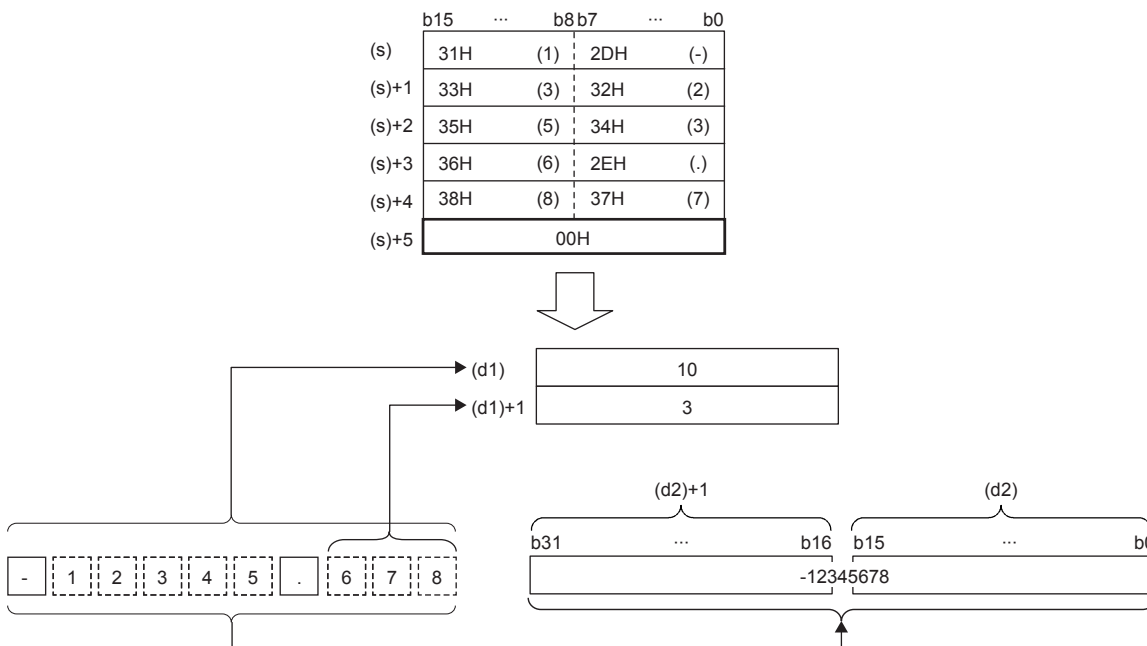 b15 ... b8 b7 ... b0
(s) 31H (1) 2DH (-)
(s)+1 33H (3) 32H (2)
(s)+2 35H (5) 34H (3)
(s)+3 36H (6) 2EH (.)
(s)+4 38H (8) 37H (7)
(s)+5 00H
(d1) 10
(d1)+1 3
(d2)+1 (d2)
b31 ... b16 b15 ... b0
- 1 2 3 4 5 . 6 7 8
-12345678